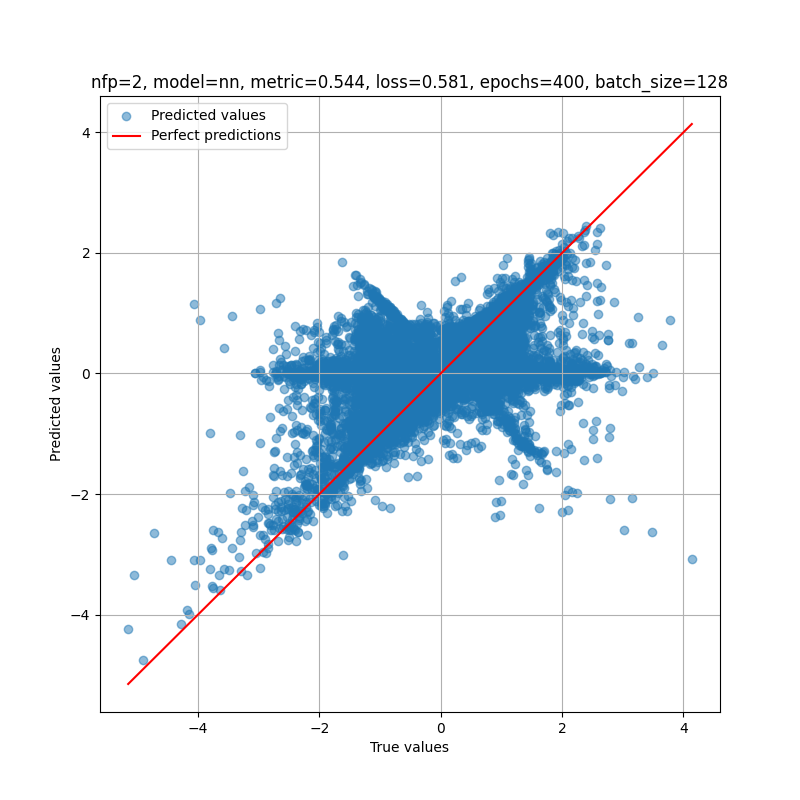 nfp=2, model=nn, metric=0.544, loss=0.581, epochs=400, batch_size=128
Predicted values
Perfect predictions
4
2
0
−2
−4
Predicted values
−4 −2 0 2 4
True values